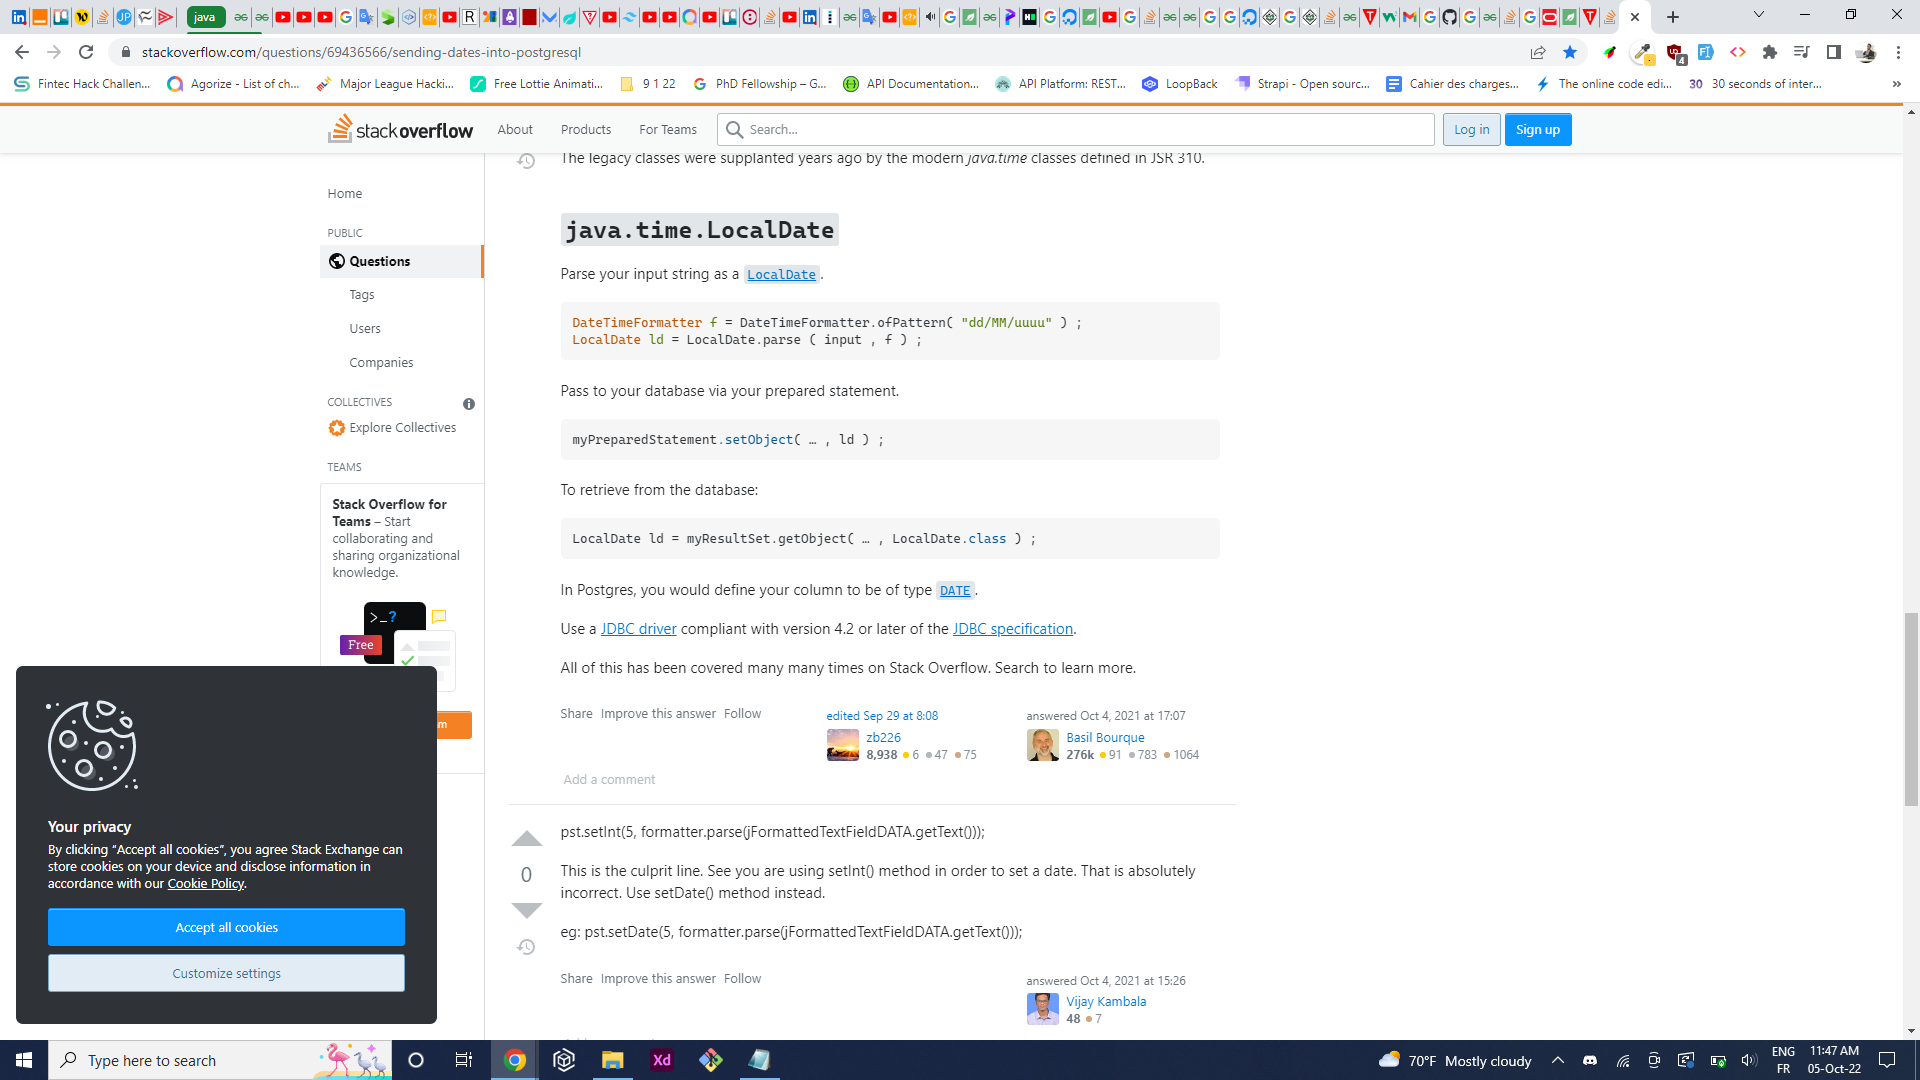 java
stackoverflow.com/questions/69436566/sending-dates-into-postgresql
4
Fintec Hack Challen...
Agorize - List of ch...
Major League Hacki...
Free Lottie Animati...
9 1 22
PhD Fellowship – G...
API Documentation...
API Platform: REST...
LoopBack
Strapi - Open sourc...
Cahier des charges...
The online code edi...
30 30 seconds of inter...
»
stackoverflow
About
Products
For Teams
Search...
Log in
Sign up
The legacy classes were supplanted years ago by the modern java.time classes defined in JSR 310.
Home
PUBLIC
Questions
Tags
Users
Companies
COLLECTIVES
Explore Collectives
TEAMS
Stack Overflow for
Teams – Start
collaborating and
sharing organizational
knowledge.
>_?
Free
m
java.time.LocalDate
Parse your input string as a LocalDate.
DateTimeFormatter f = DateTimeFormatter.ofPattern( "dd/MM/uuuu" ) ;
LocalDate ld = LocalDate.parse ( input , f ) ;
Pass to your database via your prepared statement.
myPreparedStatement.setObject( … , ld ) ;
To retrieve from the database:
LocalDate ld = myResultSet.getObject( … , LocalDate.class ) ;
In Postgres, you would define your column to be of type DATE.
Use a JDBC driver compliant with version 4.2 or later of the JDBC specification.
All of this has been covered many many times on Stack Overflow. Search to learn more.
Share Improve this answer Follow
edited Sep 29 at 8:08
zb226
8,938 6 47 75
answered Oct 4, 2021 at 17:07
Basil Bourque
276k 91 783 1064
Add a comment
0
pst.setInt(5, formatter.parse(jFormattedTextFieldDATA.getText()));
This is the culprit line. See you are using setInt() method in order to set a date. That is absolutely
incorrect. Use setDate() method instead.
eg: pst.setDate(5, formatter.parse(jFormattedTextFieldDATA.getText()));
Share Improve this answer Follow
answered Oct 4, 2021 at 15:26
Vijay Kambala
48 7
Your privacy
By clicking “Accept all cookies”, you agree Stack Exchange can
store cookies on your device and disclose information in
accordance with our Cookie Policy.
Accept all cookies
Customize settings
Type here to search
Xd
70°F Mostly cloudy
ENG
FR
11:47 AM
05-Oct-22